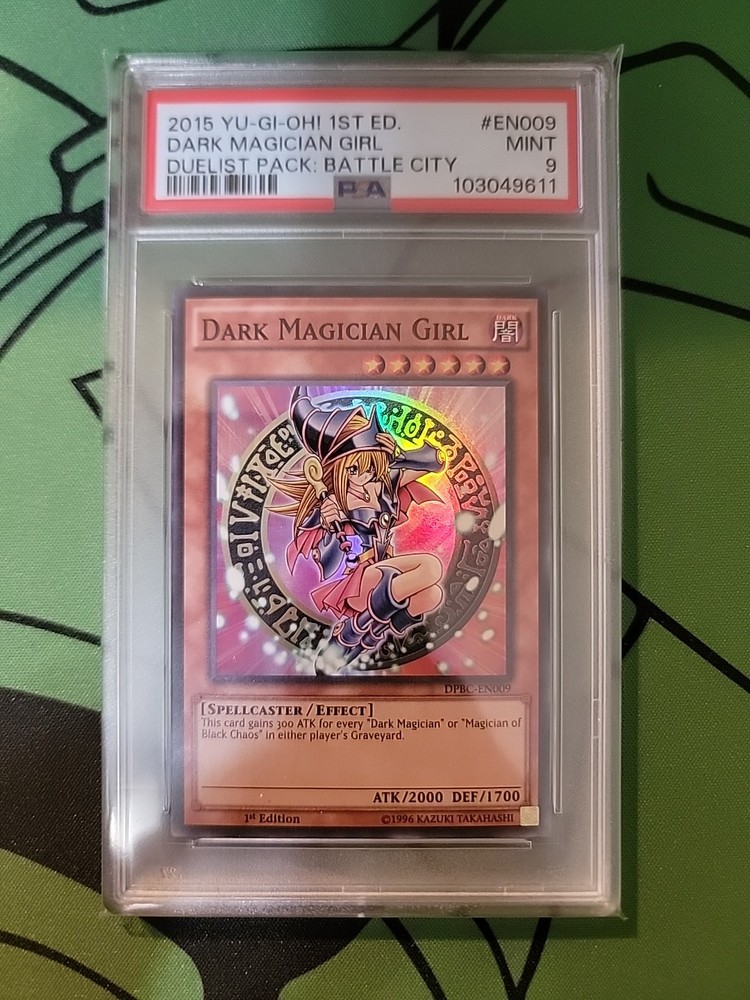 2015 YU-GI-OH! 1ST ED. #EN009
DARK MAGICIAN GIRL MINT
DUELIST PACK: BATTLE CITY 9
PSA 103049611
DARK MAGICIAN GIRL
DARK
闇
DPBC-EN009
[SPELLCASTER / EFFECT]
This card gains 300 ATK for every "Dark Magician" or "Magician of
Black Chaos" in either player's Graveyard.
ATK/2000 DEF/1700
1st Edition ©1996 KAZUKI TAKAHASHI